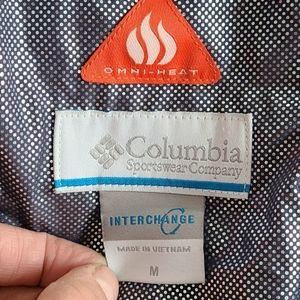 OMNI-HEAT
Columbia
Sportswear Company
INTERCHANGE
MADE IN VIETNAM
M